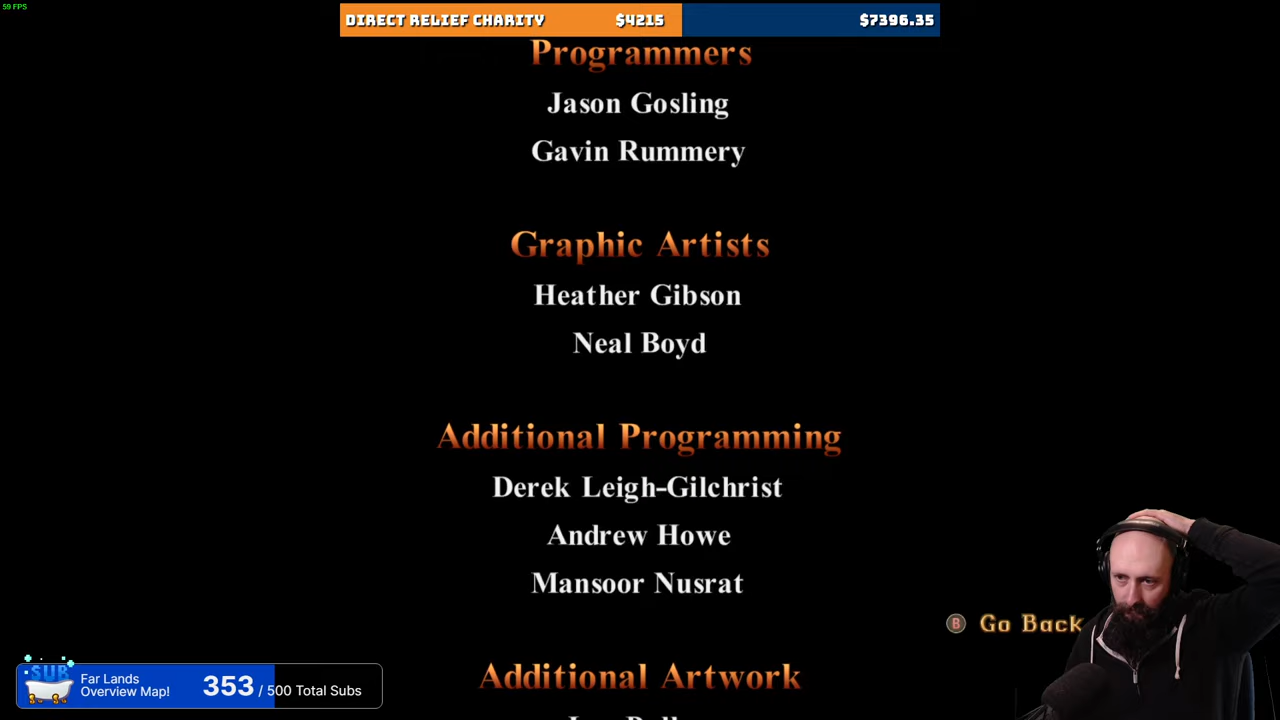 59 FPS
DIRECT RELIEF CHARITY $4215 $7396.35
Programmers
Jason Gosling
Gavin Rummery
Graphic Artists
Heather Gibson
Neal Boyd
Additional Programming
Derek Leigh-Gilchrist
Andrew Howe
Mansoor Nusrat
B Go Back
Additional Artwork
SUB
Far Lands
Overview Map!
353 / 500 Total Subs